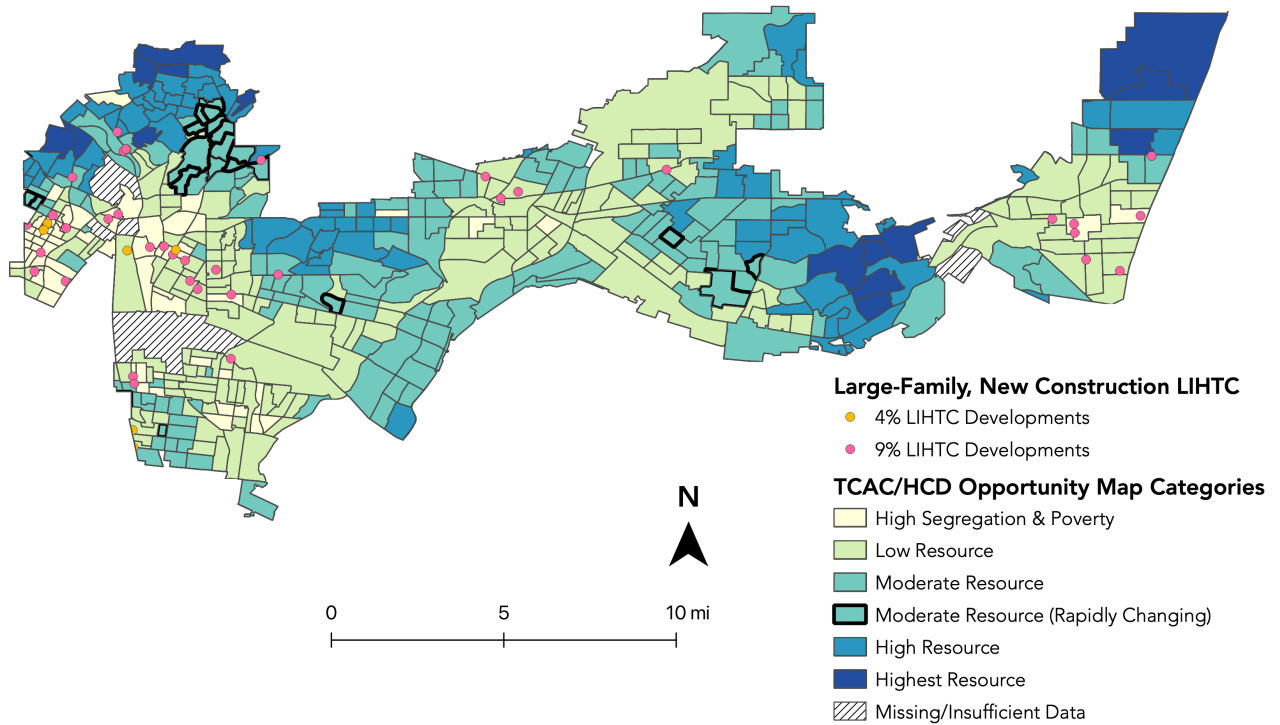 Large-Family, New Construction LIHTC
4% LIHTC Developments
9% LIHTC Developments
TCAC/HCD Opportunity Map Categories
High Segregation & Poverty
Low Resource
Moderate Resource
Moderate Resource (Rapidly Changing)
High Resource
Highest Resource
Missing/Insufficient Data
N
0 5 10 mi